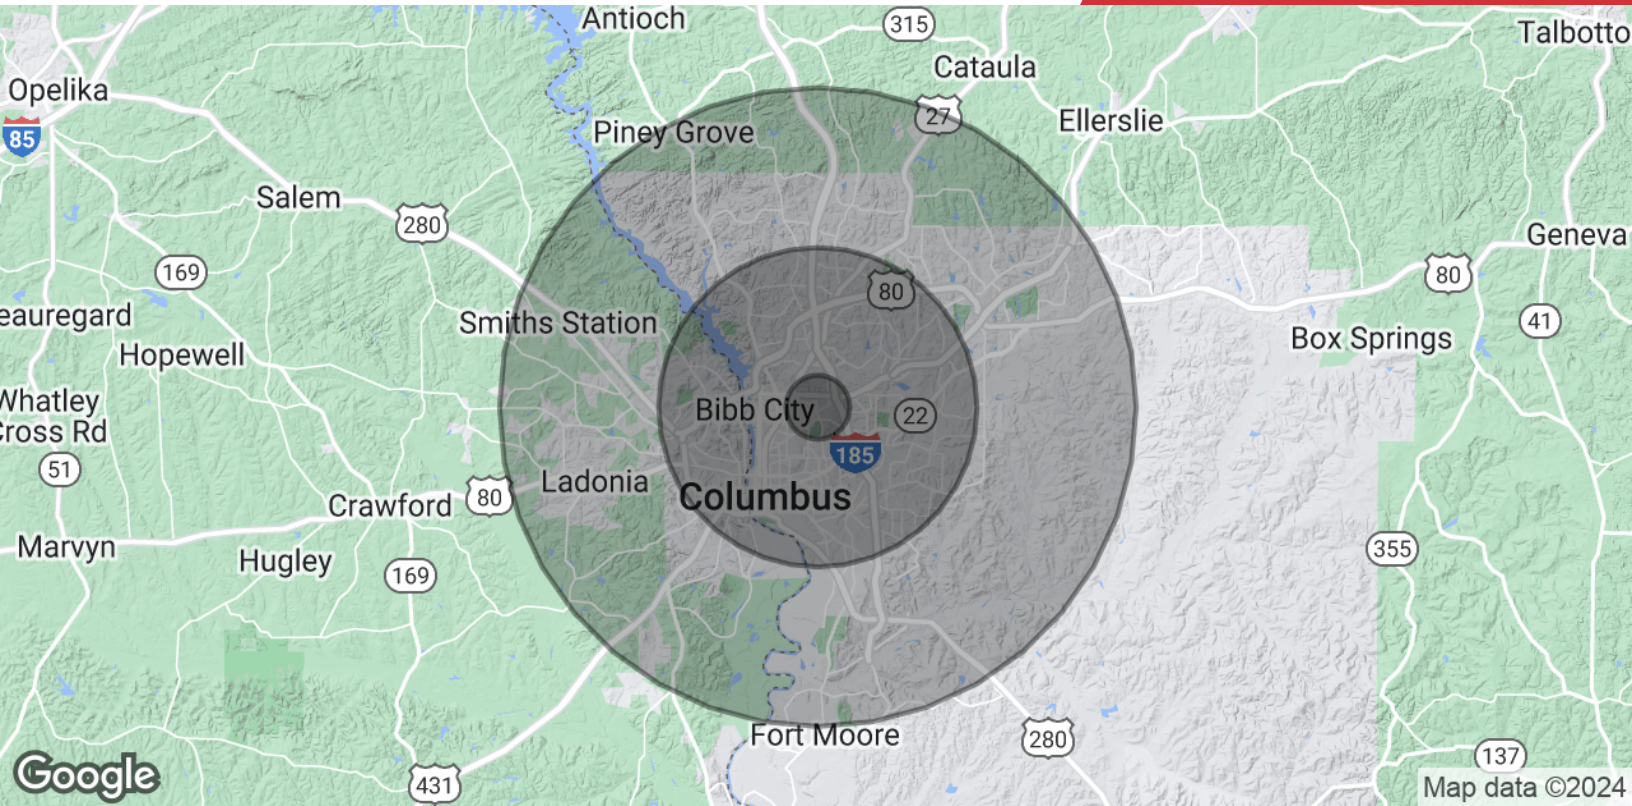 Antioch
315
Talbotto
Cataula
Opelika
27
Ellerslie
85
Piney Grove
Salem
280
Geneva
169
80
80
eauregard
Smiths Station
41
Hopewell
Box Springs
Whatley
Cross Rd
Bibb City
22
185
51
Ladonia
Columbus
Crawford
80
Marvyn
355
Hugley
169
Fort Moore
280
137
Google
431
Map data ©2024